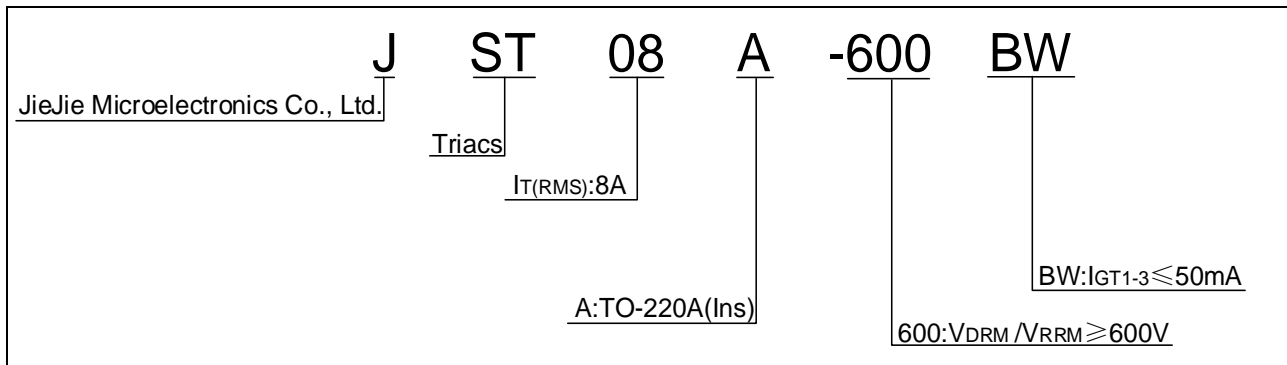 J ST 08 A -600 BW
JieJie Microelectronics Co., Ltd.
Triacs
IT(RMS):8A
BW:IGT1-3≤50mA
A:TO-220A(Ins)
600:VDRM /VRRM≥600V